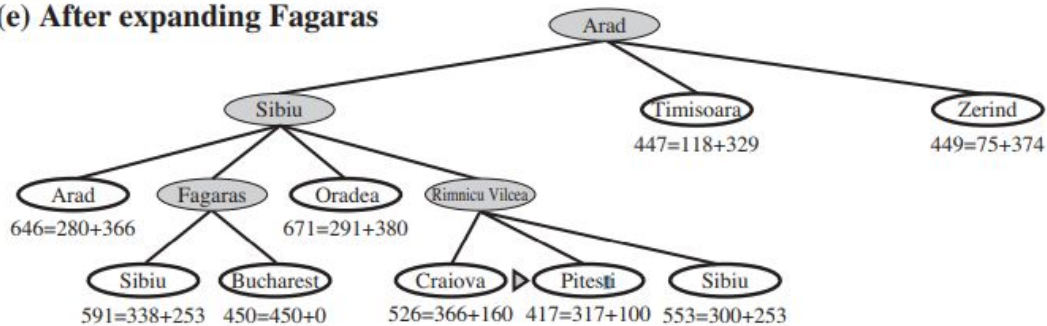 (e) After expanding Fagaras
Arad
Sibiu
Timisoara
Zerind
447=118+329
449=75+374
Arad
Fagaras
Oradea
Rimnicu Vilcea
646=280+366
671=291+380
Sibiu
Bucharest
Craiova
Pitesti
Sibiu
591=338+253
450=450+0
526=366+160
417=317+100
553=300+253